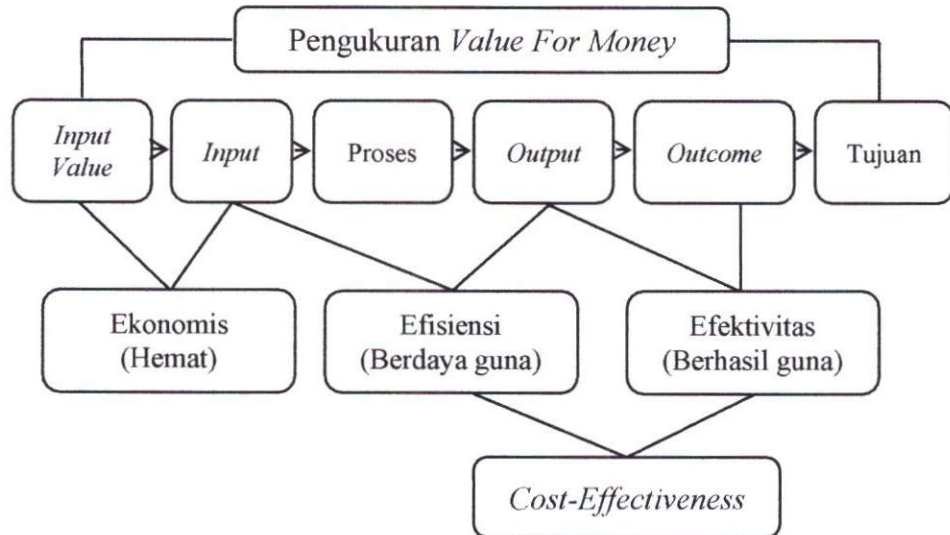 Pengukuran Value For Money
Input
Value
Input
Proses
Output
Outcome
Tujuan
Ekonomis
(Hemat)
Efisiensi
(Berdaya guna)
Efektivitas
(Berhasil guna)
Cost-Effectiveness